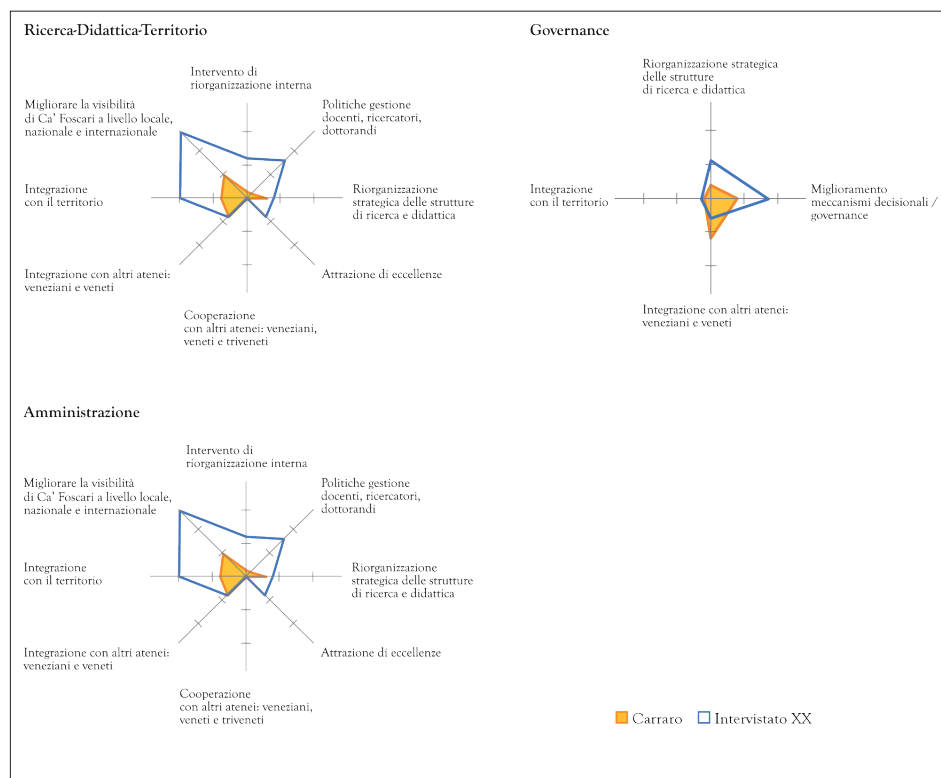 Ricerca-Didattica-Territorio
Intervento di
riorganizzazione interna
Migliorare la visibilità
di Ca' Foscari a livello locale,
nazionale e internazionale
Politiche gestione
docenti, ricercatori,
dottorandi
Integrazione
con il territorio
Riorganizzazione
strategica delle strutture
di ricerca e didattica
Integrazione con altri atenei:
veneziani e veneti
Attrazione di eccellenze
Cooperazione
con altri atenei: veneziani,
veneti e triveneti
Governance
Riorganizzazione strategica
delle strutture
di ricerca e didattica
Integrazione
con il territorio
Miglioramento
meccanismi decisionali /
governance
Integrazione con altri atenei:
veneziani e veneti
Amministrazione
Intervento di
riorganizzazione interna
Migliorare la visibilità
di Ca' Foscari a livello locale,
nazionale e internazionale
Politiche gestione
docenti, ricercatori,
dottorandi
Integrazione
con il territorio
Riorganizzazione
strategica delle strutture
di ricerca e didattica
Integrazione con altri atenei:
veneziani e veneti
Attrazione di eccellenze
Cooperazione
con altri atenei: veneziani,
veneti e triveneti
Carraro
Intervistato XX